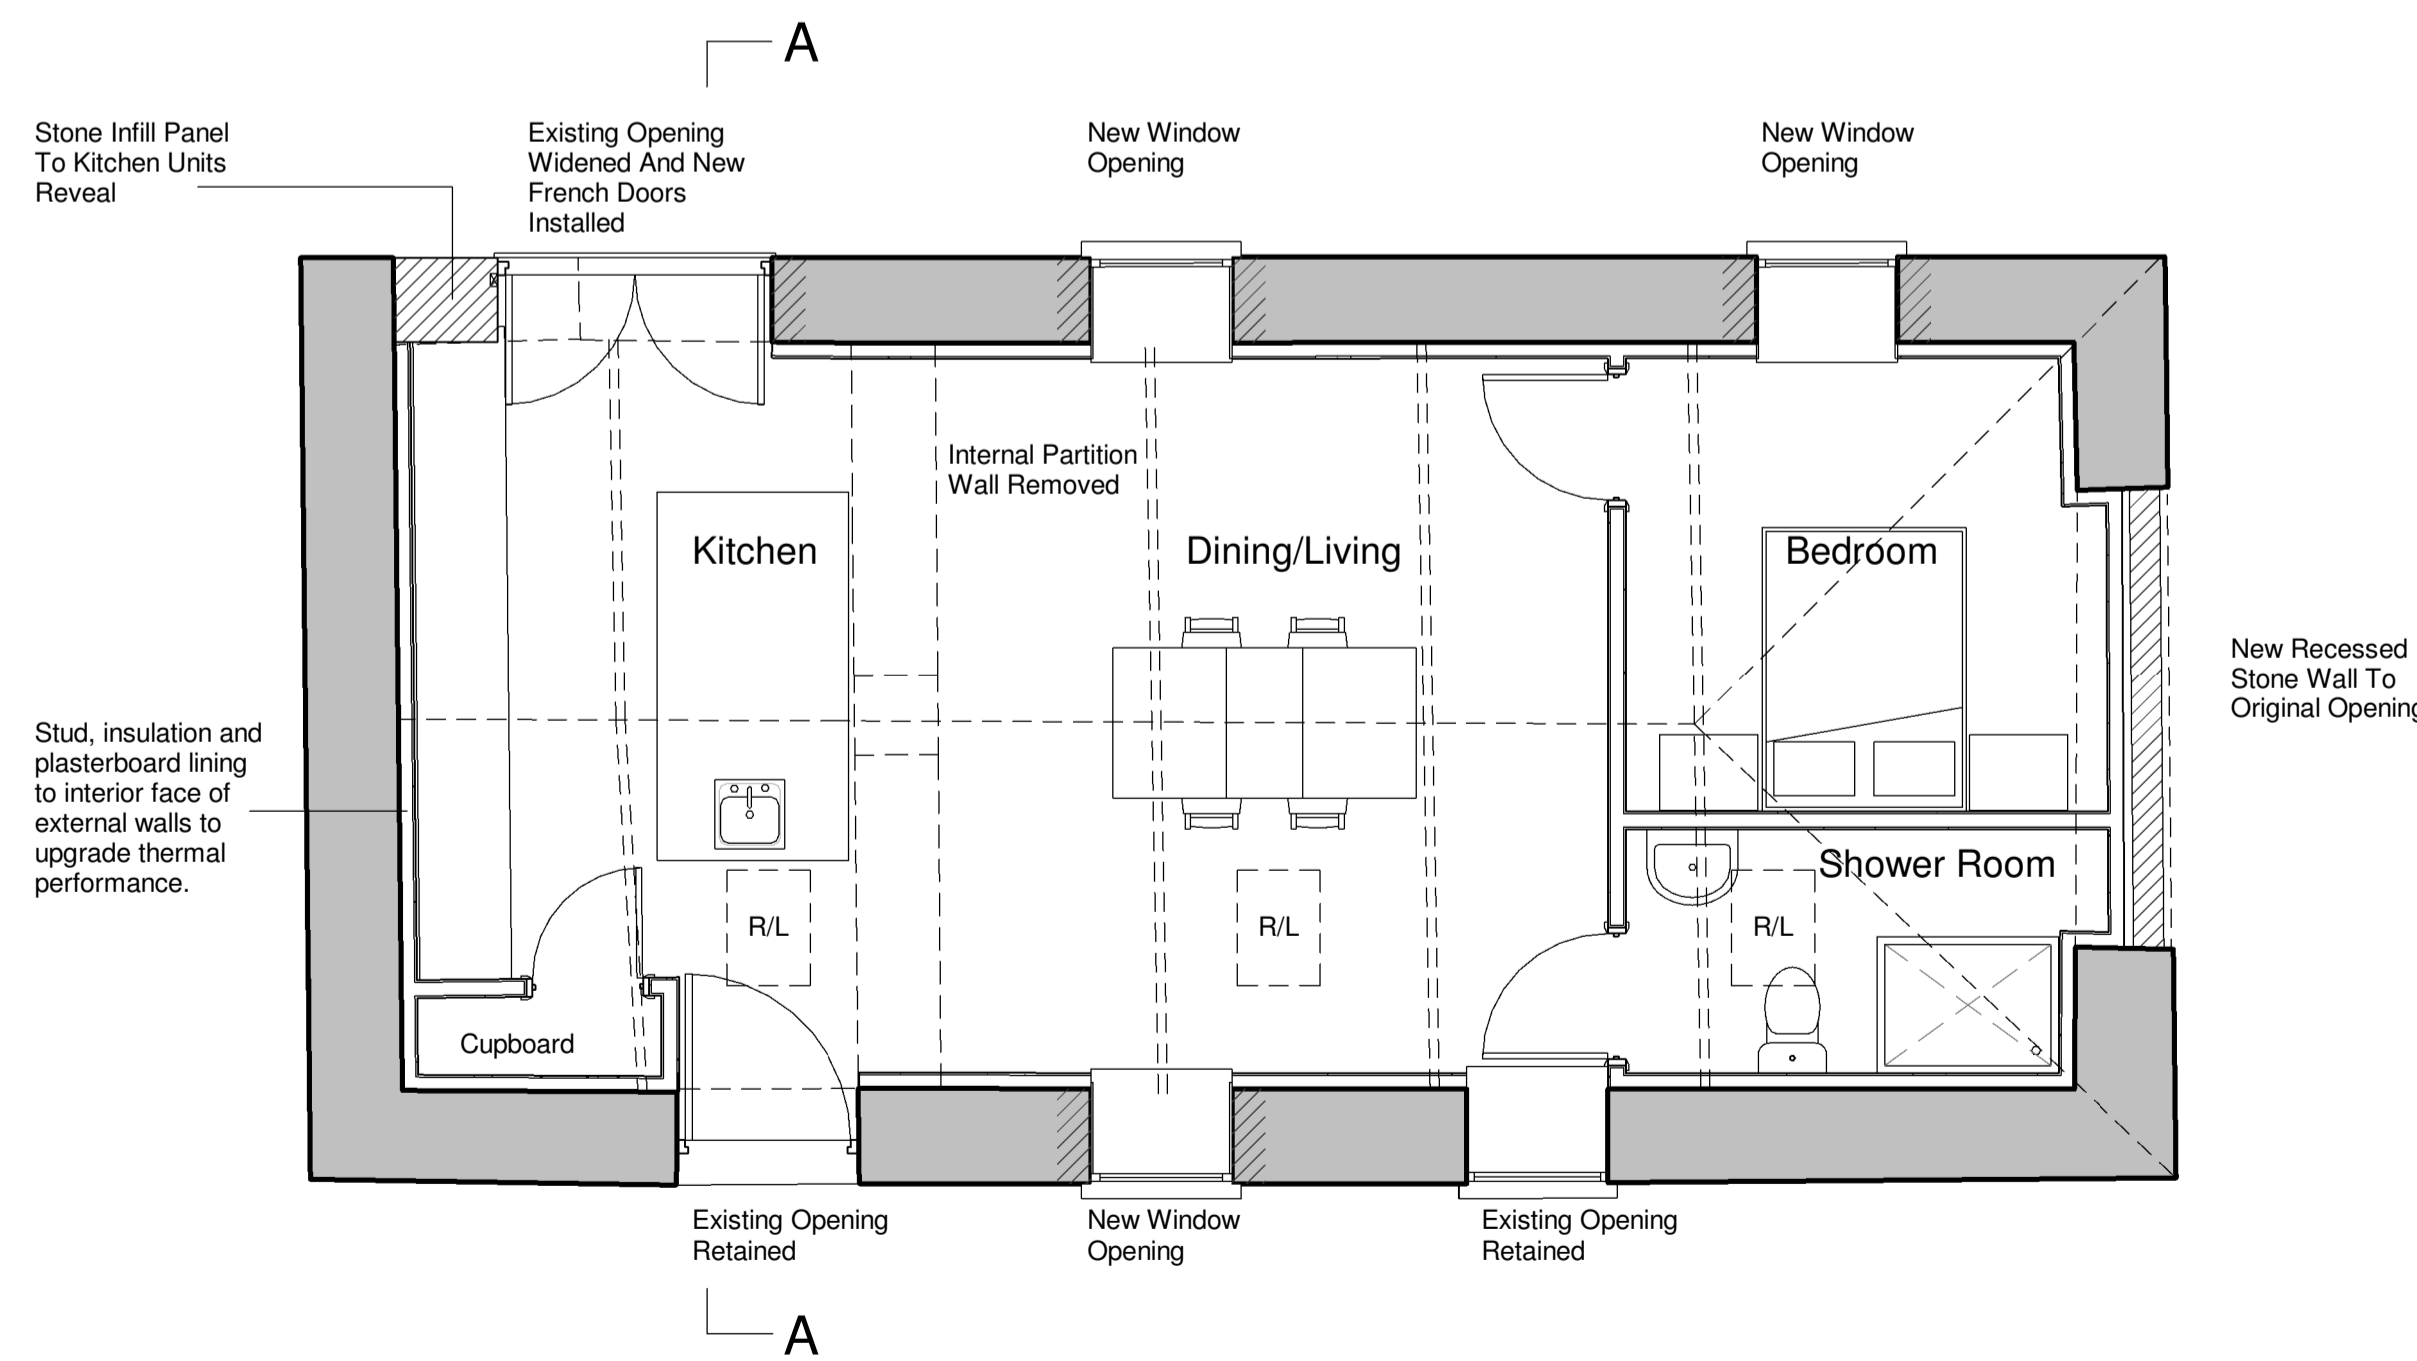 A
Stone Infill Panel
To Kitchen Units
Reveal
Existing Opening
Widened And New
French Doors
Installed
New Window
Opening
New Window
Opening
Internal Partition
Wall Removed
Kitchen
Dining/Living
Bedroom
New Recessed
Stone Wall To
Original Opening
Stud, insulation and
plasterboard lining
to interior face of
external walls to
upgrade thermal
performance.
Shower Room
R/L
R/L
R/L
Cupboard
Existing Opening
Retained
New Window
Opening
Existing Opening
Retained
A